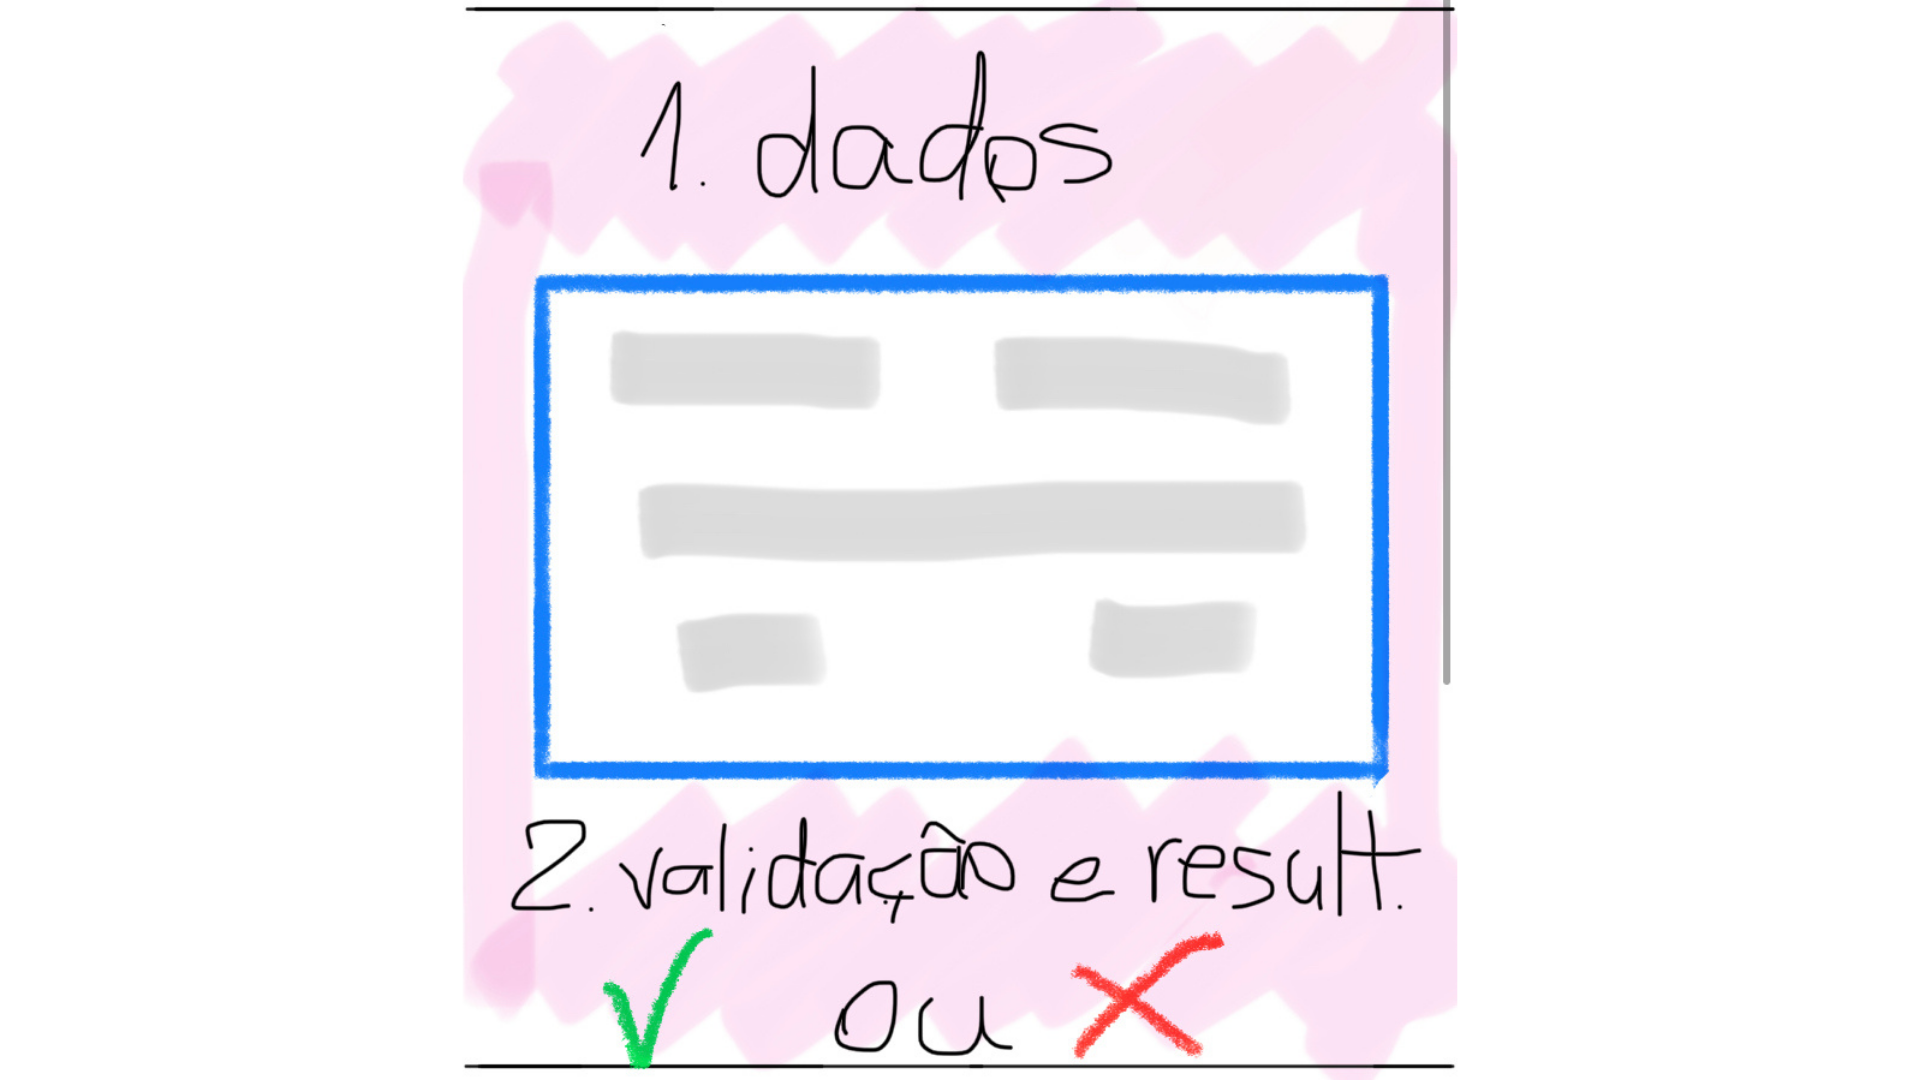 1. dados
2. validação e result.
ou